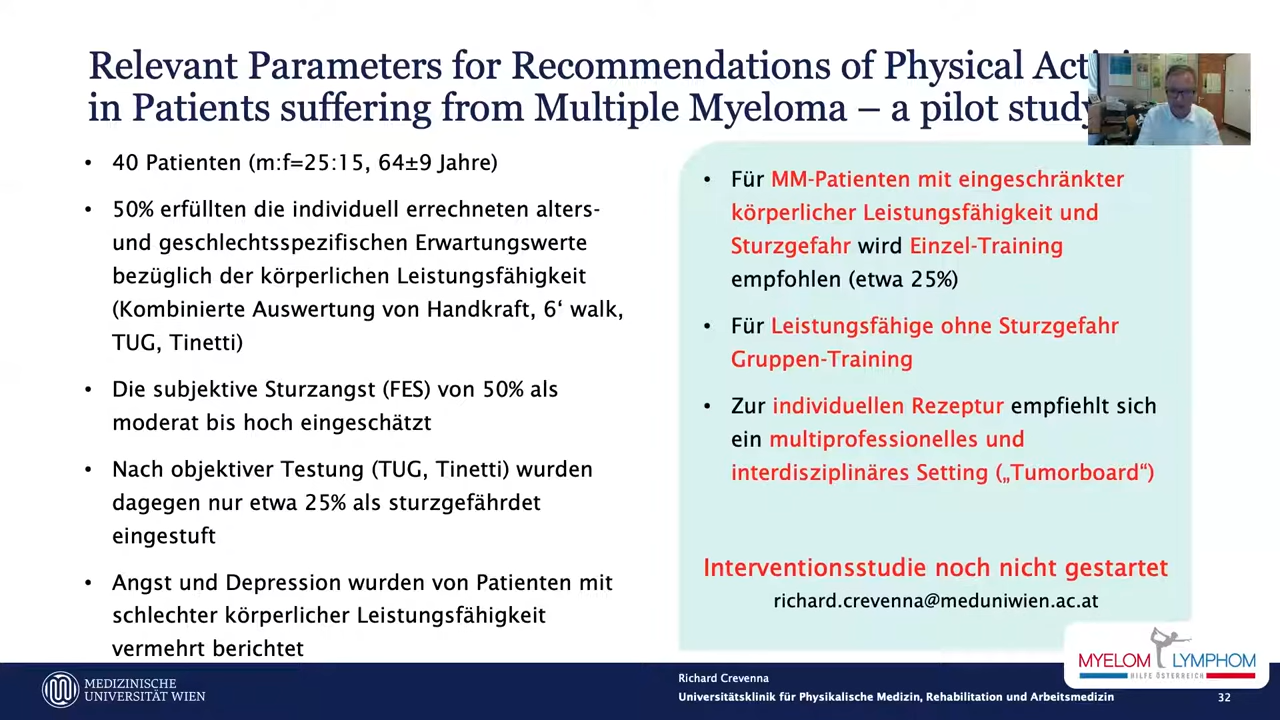 Relevant Parameters for Recommendations of Physical
in Patients suffering from Multiple Myeloma – a pilot study
• 40 Patienten (m:f=25:15, 64±9 Jahre)
• 50% erfüllten die individuell errechneten alters-
und geschlechtsspezifischen Erwartungswerte
bezüglich der körperlichen Leistungsfähigkeit
(Kombinierte Auswertung von Handkraft, 6‘ walk,
TUG, Tinetti)
• Die subjektive Sturzangst (FES) von 50% als
moderat bis hoch eingeschätzt
• Nach objektiver Testung (TUG, Tinetti) wurden
dagegen nur etwa 25% als sturzgefährdet
eingestuft
• Angst und Depression wurden von Patienten mit
schlechter körperlicher Leistungsfähigkeit
vermehrt berichtet
• Für MM-Patienten mit eingeschränkter
körperlicher Leistungsfähigkeit und
Sturzgefahr wird Einzel-Training
empfohlen (etwa 25%)
• Für Leistungsfähige ohne Sturzgefahr
Gruppen-Training
• Zur individuellen Rezeptur empfiehlt sich
ein multiprofessionelles und
interdisziplinäres Setting („Tumorboard“)
Interventionsstudie noch nicht gestartet
richard.crevenna@meduniwien.ac.at
MYELOM LYMPHOM
HILFE ÖSTERREICH
MEDIZINISCHE
UNIVERSITÄT WIEN
Richard Crevenna
Universitätsklinik für Physikalische Medizin, Rehabilitation und Arbeitsmedizin
32